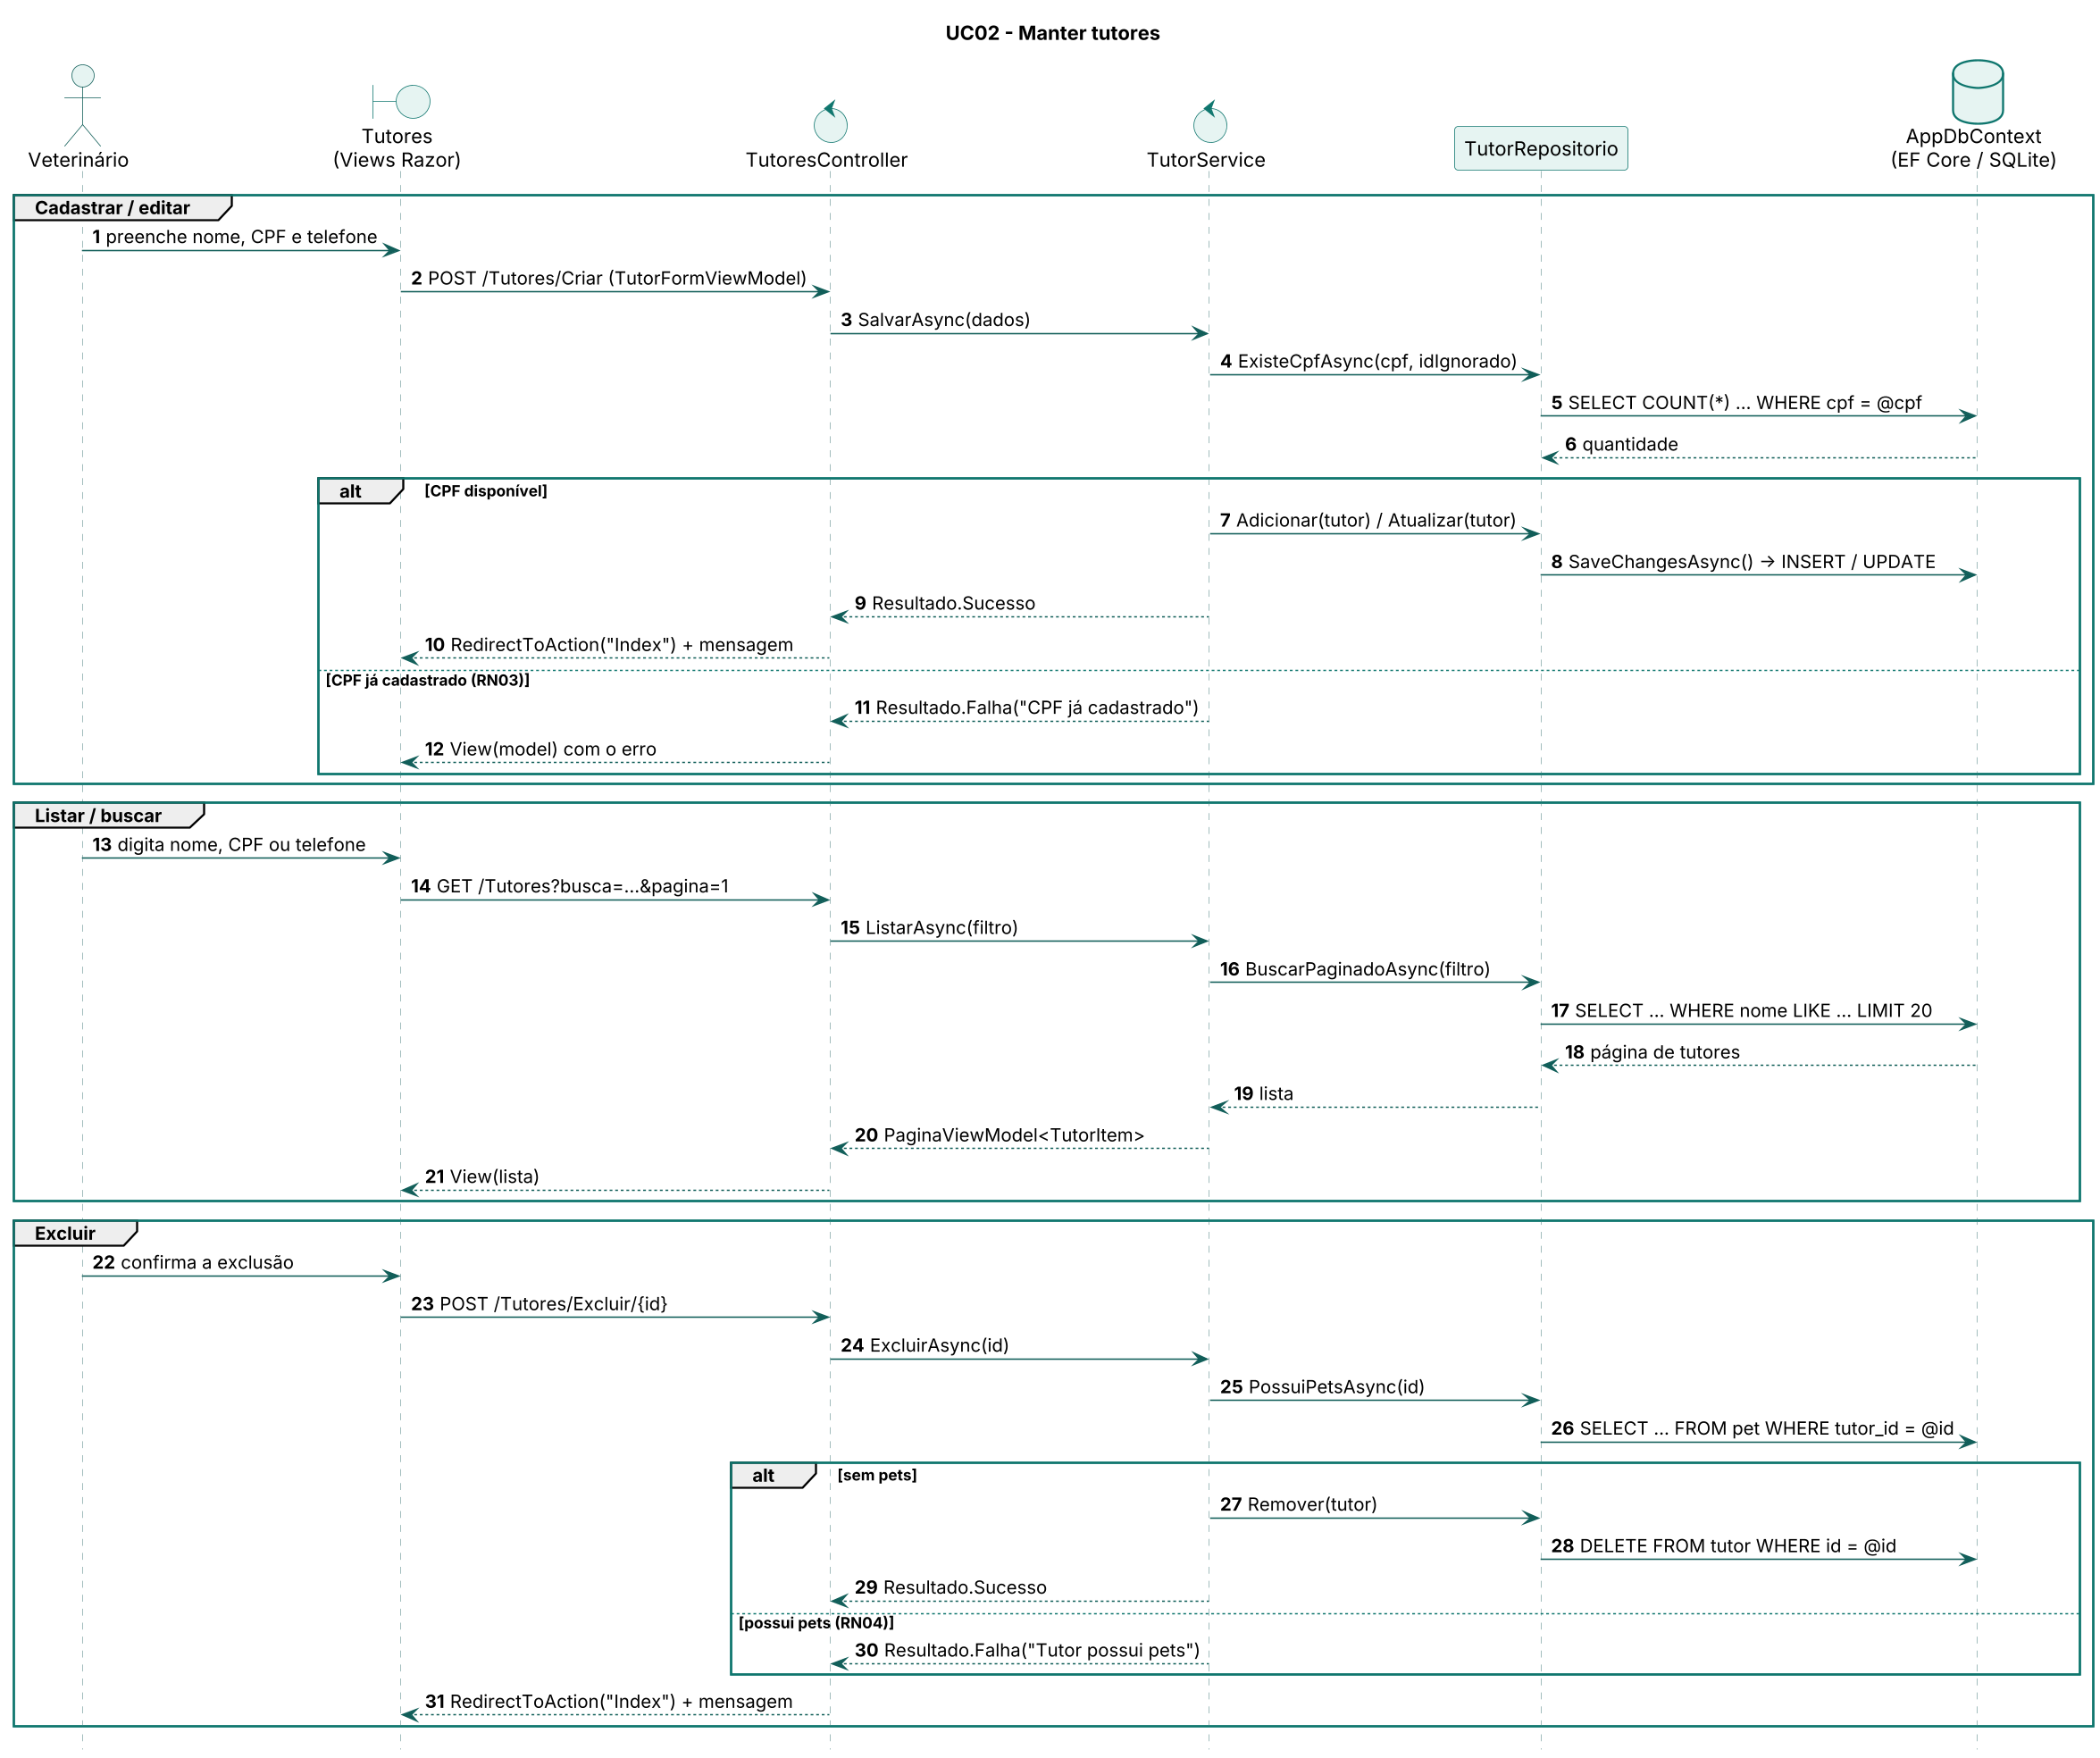 UC02 - Manter tutores
Veterinário
Tutores
(Views Razor)
TutoresController
TutorService
TutorRepositorio
AppDbContext
(EF Core / SQLite)
Cadastrar / editar
1 preenche nome, CPF e telefone
2 POST /Tutores/Criar (TutorFormViewModel)
3 SalvarAsync(dados)
4 ExisteCpfAsync(cpf, idIgnorado)
5 SELECT COUNT(*) ... WHERE cpf = @cpf
6 quantidade
alt [CPF disponível]
7 Adicionar(tutor) / Atualizar(tutor)
8 SaveChangesAsync() → INSERT / UPDATE
9 Resultado.Sucesso
10 RedirectToAction("Index") + mensagem
[CPF já cadastrado (RN03)]
11 Resultado.Falha("CPF já cadastrado")
12 View(model) com o erro
Listar / buscar
13 digita nome, CPF ou telefone
14 GET /Tutores?busca=...&pagina=1
15 ListarAsync(filtro)
16 BuscarPaginadoAsync(filtro)
17 SELECT ... WHERE nome LIKE ... LIMIT 20
18 página de tutores
19 lista
20 PaginaViewModel<TutorItem>
21 View(lista)
Excluir
22 confirma a exclusão
23 POST /Tutores/Excluir/{id}
24 ExcluirAsync(id)
25 PossuiPetsAsync(id)
26 SELECT ... FROM pet WHERE tutor_id = @id
alt [sem pets]
27 Remover(tutor)
28 DELETE FROM tutor WHERE id = @id
29 Resultado.Sucesso
[possui pets (RN04)]
30 Resultado.Falha("Tutor possui pets")
31 RedirectToAction("Index") + mensagem